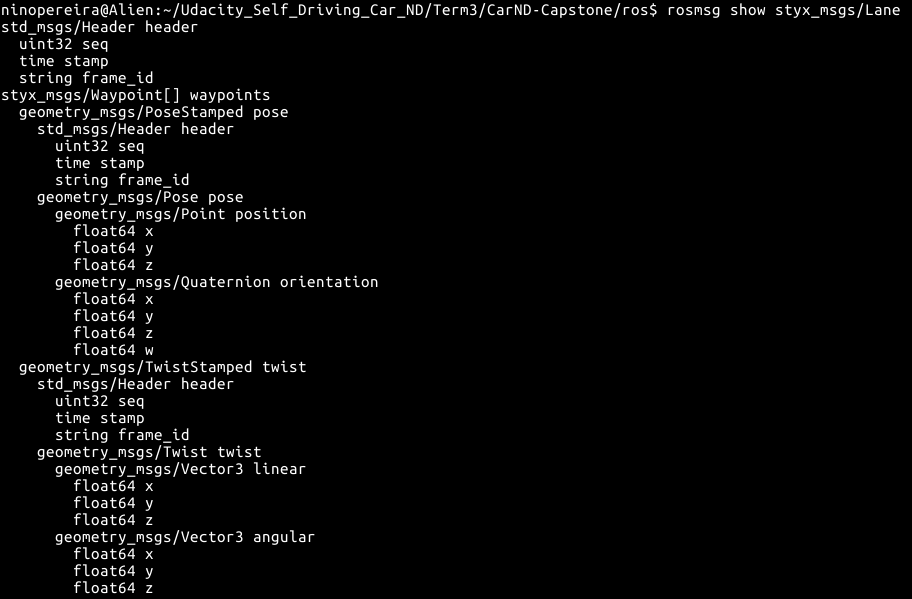 ninopereira@Alien:~/Udacity_Self_Driving_Car_ND/Term3/CarND-Capstone/ros$ rosmsg show styx_msgs/Lane
std_msgs/Header header
  uint32 seq
  time stamp
  string frame_id
styx_msgs/Waypoint[] waypoints
  geometry_msgs/PoseStamped pose
    std_msgs/Header header
      uint32 seq
      time stamp
      string frame_id
    geometry_msgs/Pose pose
      geometry_msgs/Point position
        float64 x
        float64 y
        float64 z
      geometry_msgs/Quaternion orientation
        float64 x
        float64 y
        float64 z
        float64 w
  geometry_msgs/TwistStamped twist
    std_msgs/Header header
      uint32 seq
      time stamp
      string frame_id
    geometry_msgs/Twist twist
      geometry_msgs/Vector3 linear
        float64 x
        float64 y
        float64 z
      geometry_msgs/Vector3 angular
        float64 x
        float64 y
        float64 z